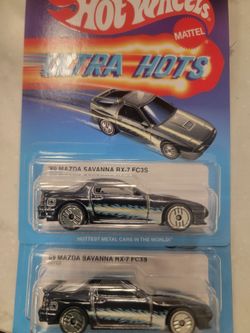 Hot Wheels
MATTEL
ULTRA HOTS
'89 MAZDA SAVANNA RX-7 FC3S
HOTTEST METAL CARS IN THE WORLD!
'89 MAZDA SAVANNA RX-7 FC3S